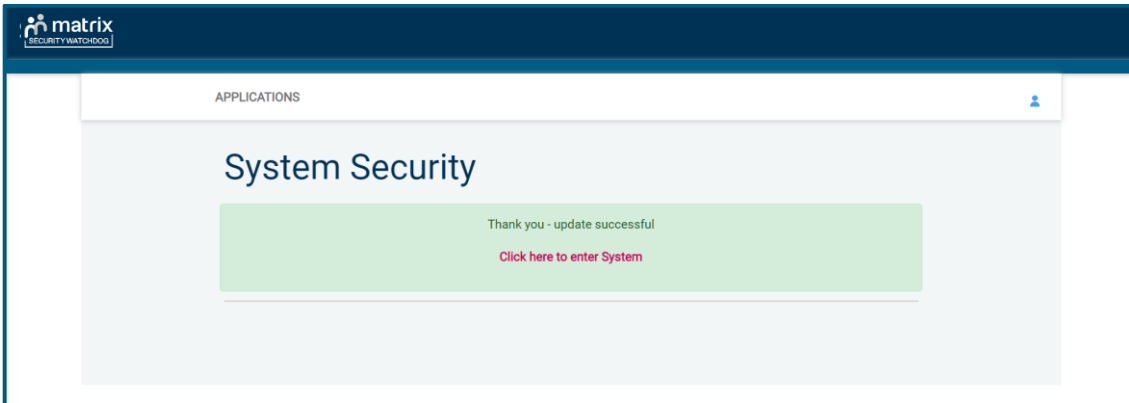 matrix
SECURITY WATCHDOG
APPLICATIONS
System Security
Thank you - update successful
Click here to enter System